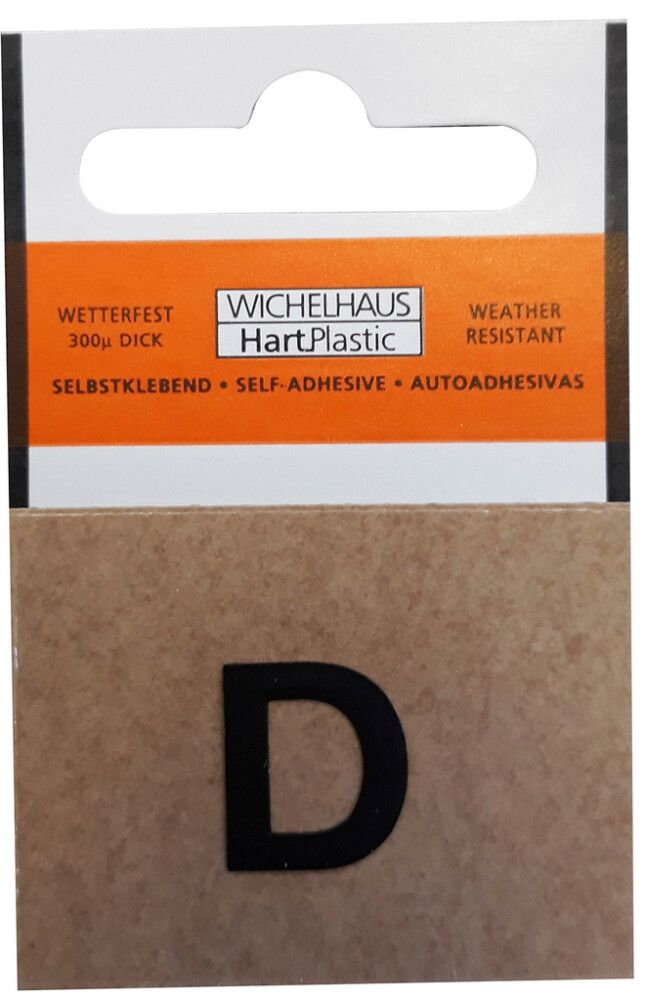 WETTERFEST
300µ DICK
WICHELHAUS
HartPlastic
WEATHER
RESISTANT
SELBSTKLEBEND • SELF-ADHESIVE • AUTOADHESIVAS
D